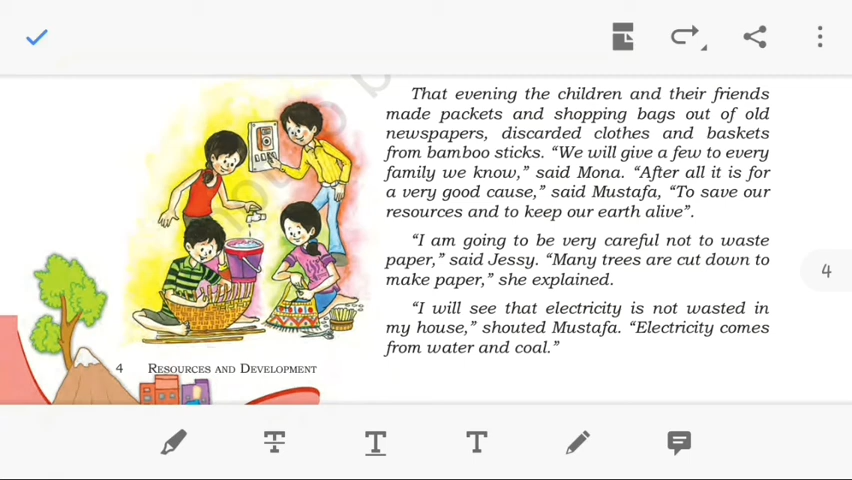 That evening the children and their friends
made packets and shopping bags out of old
newspapers, discarded clothes and baskets
from bamboo sticks. “We will give a few to every
family we know,” said Mona. “After all it is for
a very good cause,” said Mustafa, “To save our
resources and to keep our earth alive”.
“I am going to be very careful not to waste
paper,” said Jessy. “Many trees are cut down to
make paper,” she explained.
“I will see that electricity is not wasted in
my house,” shouted Mustafa. “Electricity comes
from water and coal.”
4
4 RESOURCES AND DEVELOPMENT
T T T